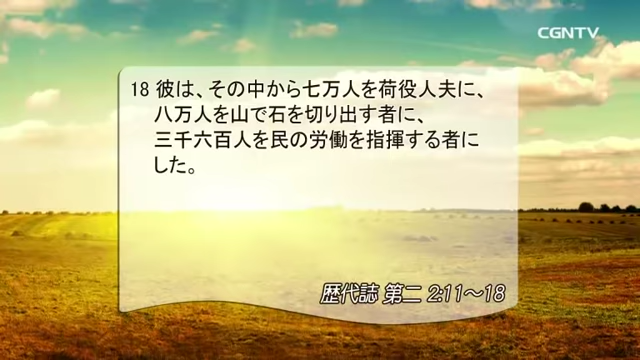 CGNTV
18 彼は、その中から七万人を荷役人夫に、
八万人を山で石を切り出す者に、
三千六百人を民の労働を指揮する者に
した。
歴代誌 第二 2:11～18